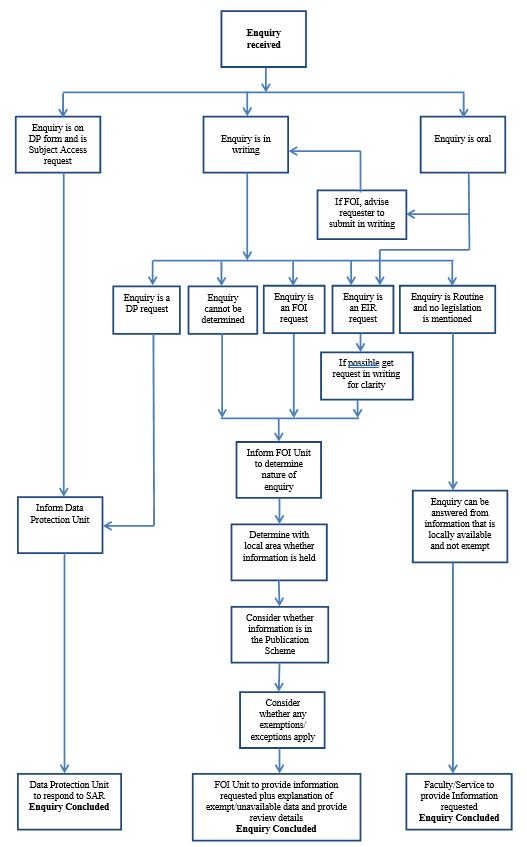 Enquiry
received
Enquiry is on
DP form and is
Subject Access
request
Enquiry is in
writing
Enquiry is oral
If FOI, advise
requester to
submit in writing
Enquiry is a
DP request
Enquiry
cannot be
determined
Enquiry is
an FOI
request
Enquiry is
an EIR
request
Enquiry is Routine
and no legislation
is mentioned
If possible get
request in writing
for clarity
Inform FOI Unit
to determine
nature of
enquiry
Inform Data
Protection Unit
Enquiry can be
answered from
information that is
locally available
and not exempt
Determine with
local area whether
information is held
Consider whether
information is in
the Publication
Scheme
Consider
whether any
exemptions/
exceptions apply
Data Protection Unit
to respond to SAR
Enquiry Concluded
FOI Unit to provide information
requested plus explanation of
exempt/unavailable data and provide
review details
Enquiry Concluded
Faculty/Service to
provide Information
requested
Enquiry Concluded